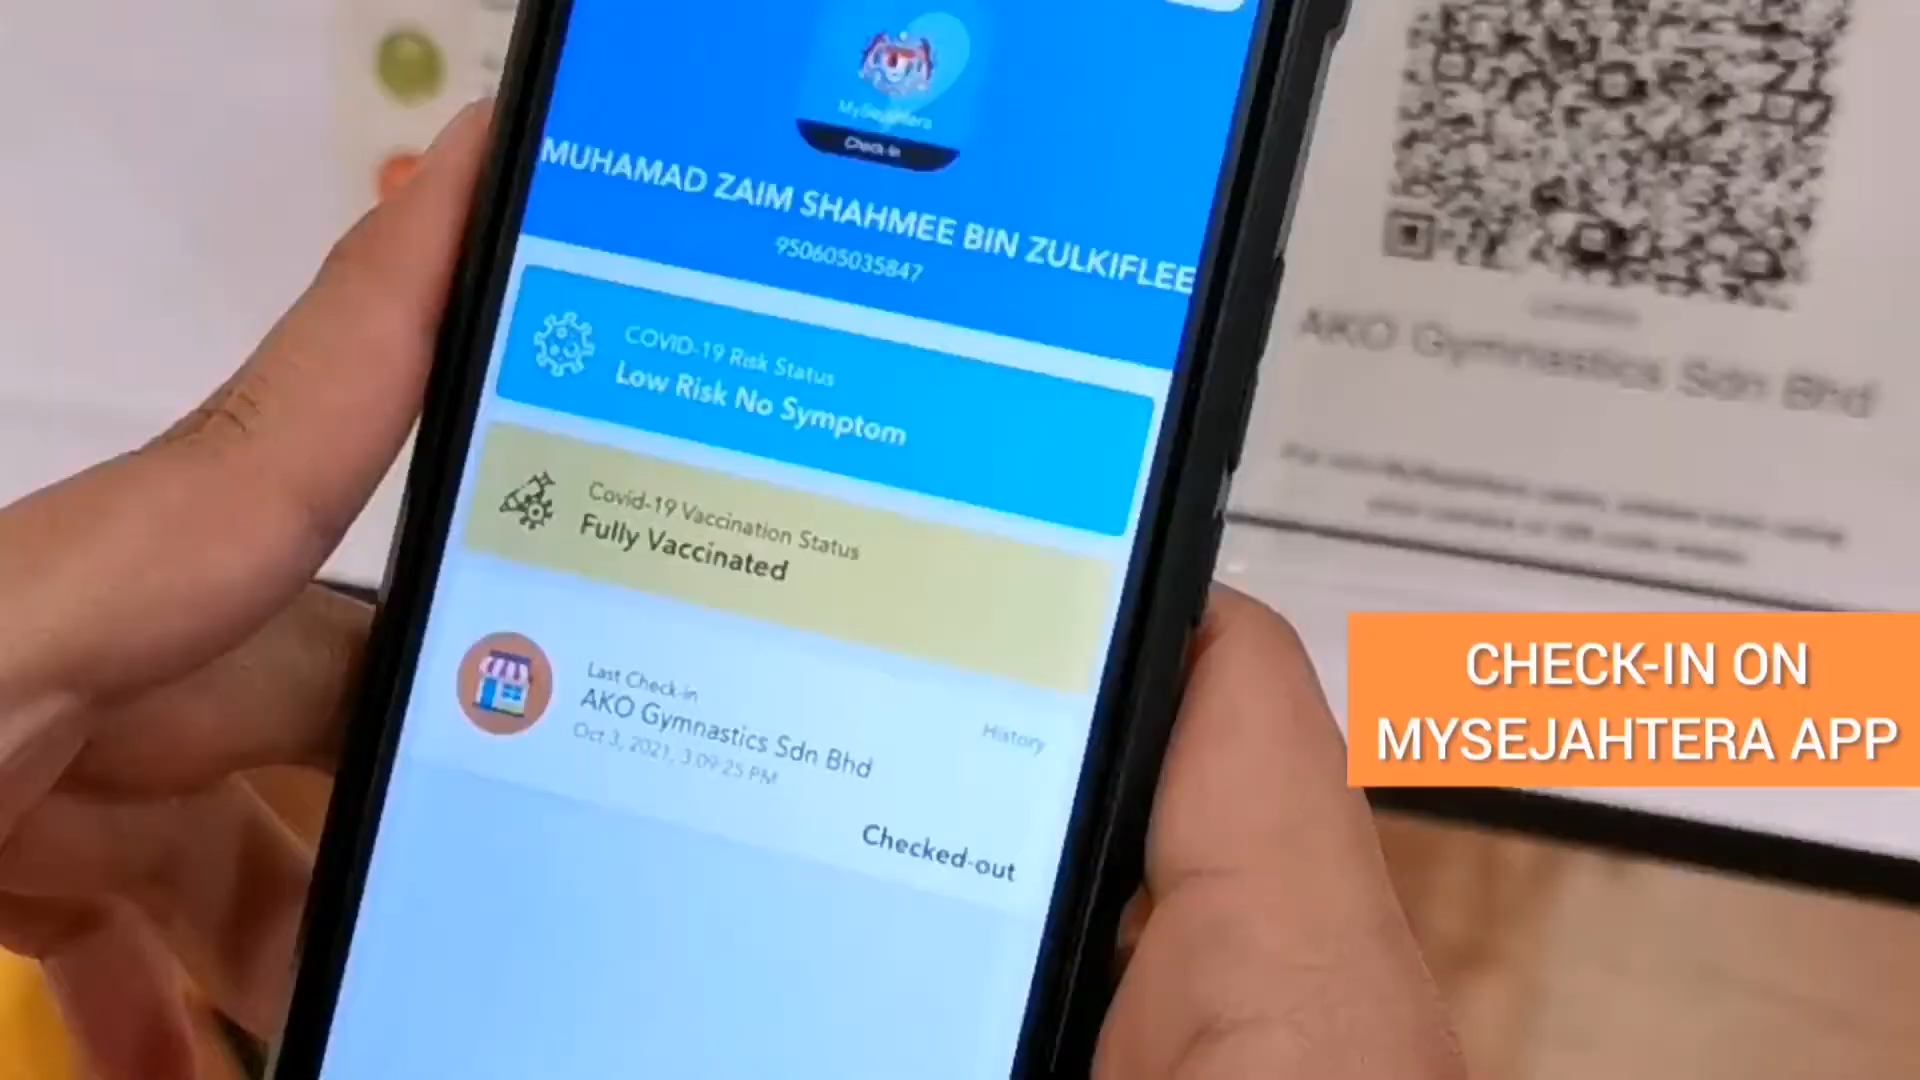 MySejahtera
Check-in
MUHAMAD ZAIM SHAHMEE BIN ZULKIFLEE
950605035847
COVID-19 Risk Status
Low Risk No Symptom
Covid-19 Vaccination Status
Fully Vaccinated
Last Check-in
AKO Gymnastics Sdn Bhd
History
Oct 3, 2021, 3:09:25 PM
Checked-out
AKO Gymnastics Sdn Bhd
CHECK-IN ON
MYSEJAHTERA APP